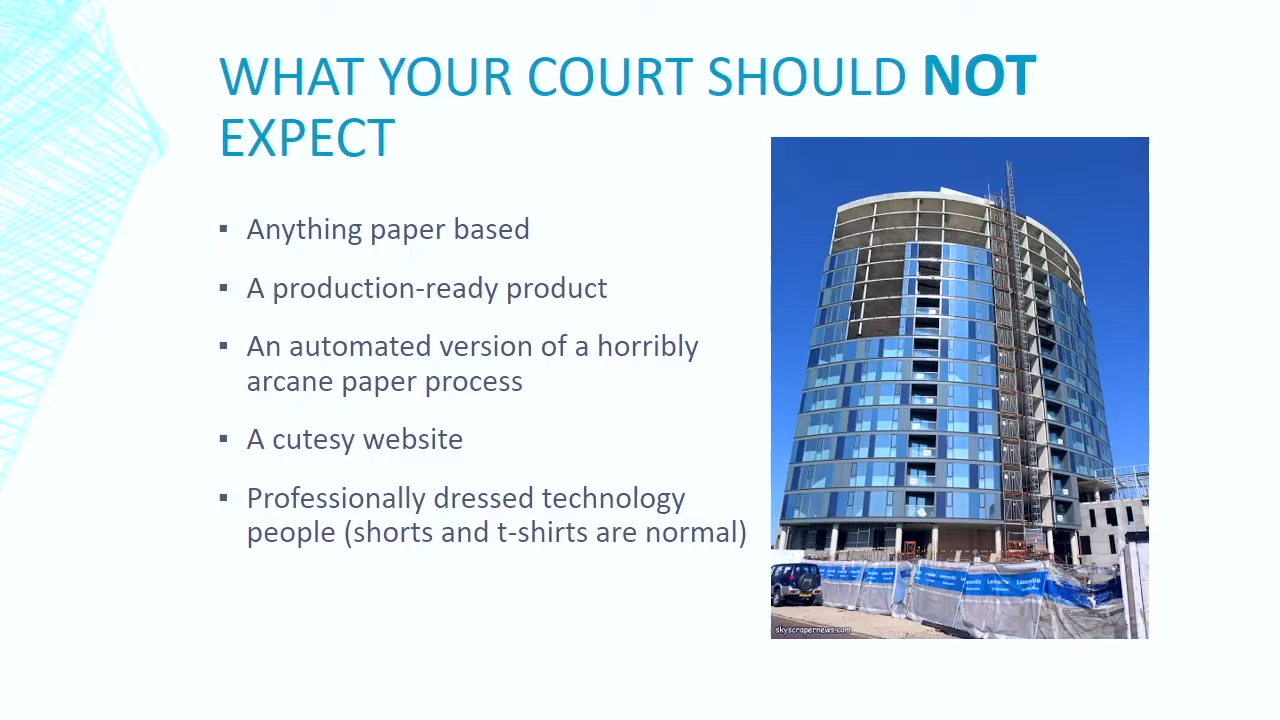 WHAT YOUR COURT SHOULD NOT
EXPECT
▪ Anything paper based
▪ A production-ready product
▪ An automated version of a horribly
arcane paper process
▪ A cutesy website
▪ Professionally dressed technology
people (shorts and t-shirts are normal)
skyscrapernews.com